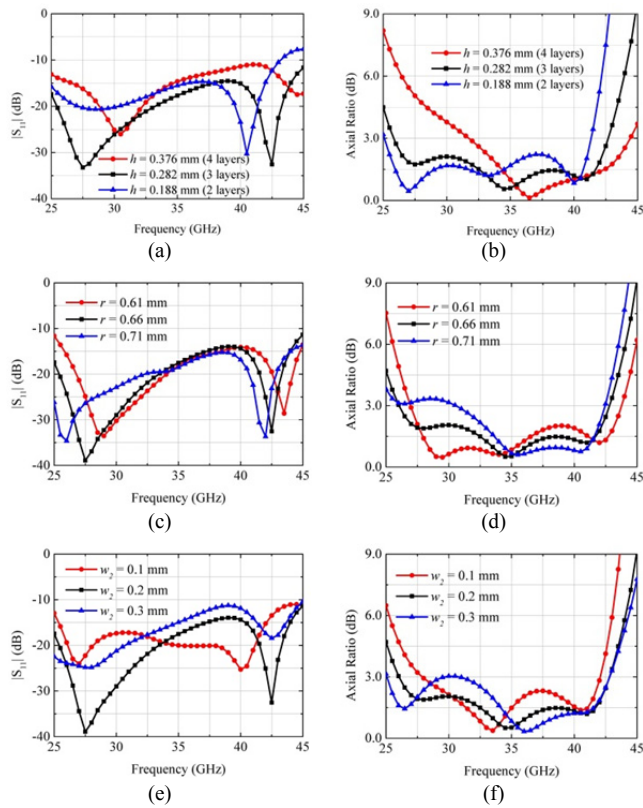 0
-10
-20
-30
-40
|S₁₁| (dB)
h = 0.376 mm (4 layers)
h = 0.282 mm (3 layers)
h = 0.188 mm (2 layers)
25 30 35 40 45
Frequency (GHz)
(a)
9.0
6.0
3.0
0.0
Axial Ratio (dB)
h = 0.376 mm (4 layers)
h = 0.282 mm (3 layers)
h = 0.188 mm (2 layers)
25 30 35 40 45
Frequency (GHz)
(b)
0
-10
-20
-30
-40
|S₁₁| (dB)
r = 0.61 mm
r = 0.66 mm
r = 0.71 mm
25 30 35 40 45
Frequency (GHz)
(c)
9.0
6.0
3.0
0.0
Axial Ratio (dB)
r = 0.61 mm
r = 0.66 mm
r = 0.71 mm
25 30 35 40 45
Frequency (GHz)
(d)
0
-10
-20
-30
-40
|S₁₁| (dB)
w₂ = 0.1 mm
w₂ = 0.2 mm
w₂ = 0.3 mm
25 30 35 40 45
Frequency (GHz)
(e)
9.0
6.0
3.0
0.0
Axial Ratio (dB)
w₂ = 0.1 mm
w₂ = 0.2 mm
w₂ = 0.3 mm
25 30 35 40 45
Frequency (GHz)
(f)